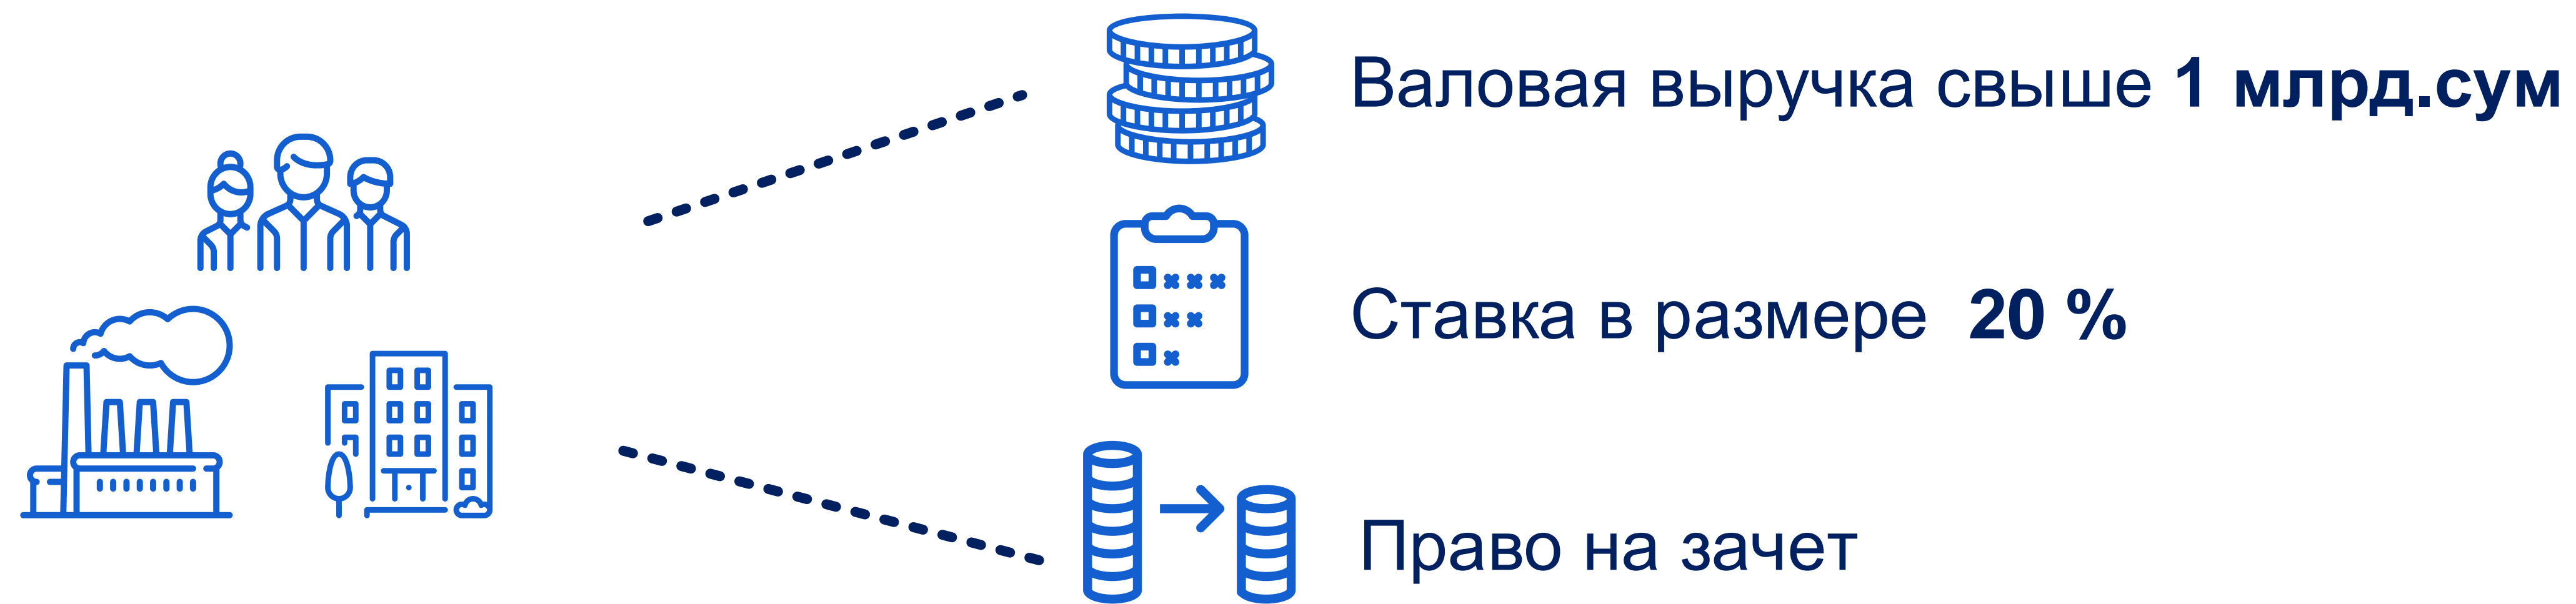 Валовая выручка свыше 1 млрд.сум
Ставка в размере 20 %
Право на зачет